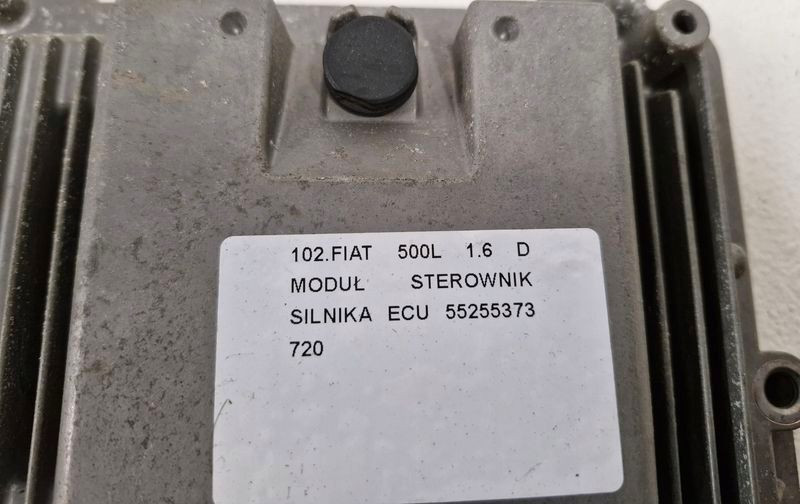 102.FIAT 500L 1.6 D
MODUŁ STEROWNIK
SILNIKA ECU 55255373
720